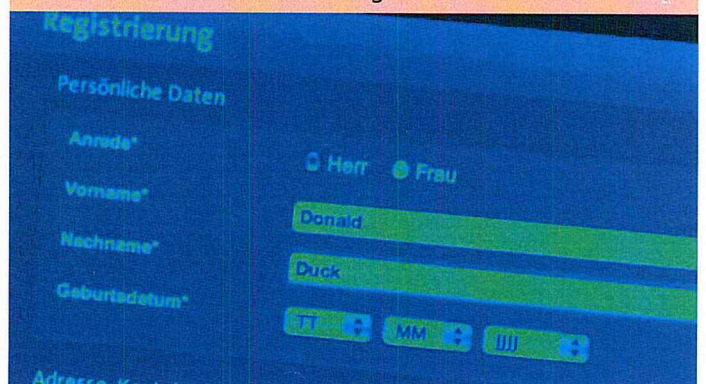 Registrierung
Persönliche Daten
Anrede*
Herr Frau
Vorname*
Donald
Nachname*
Duck
Geburtsdatum*
TT MM JJJJ